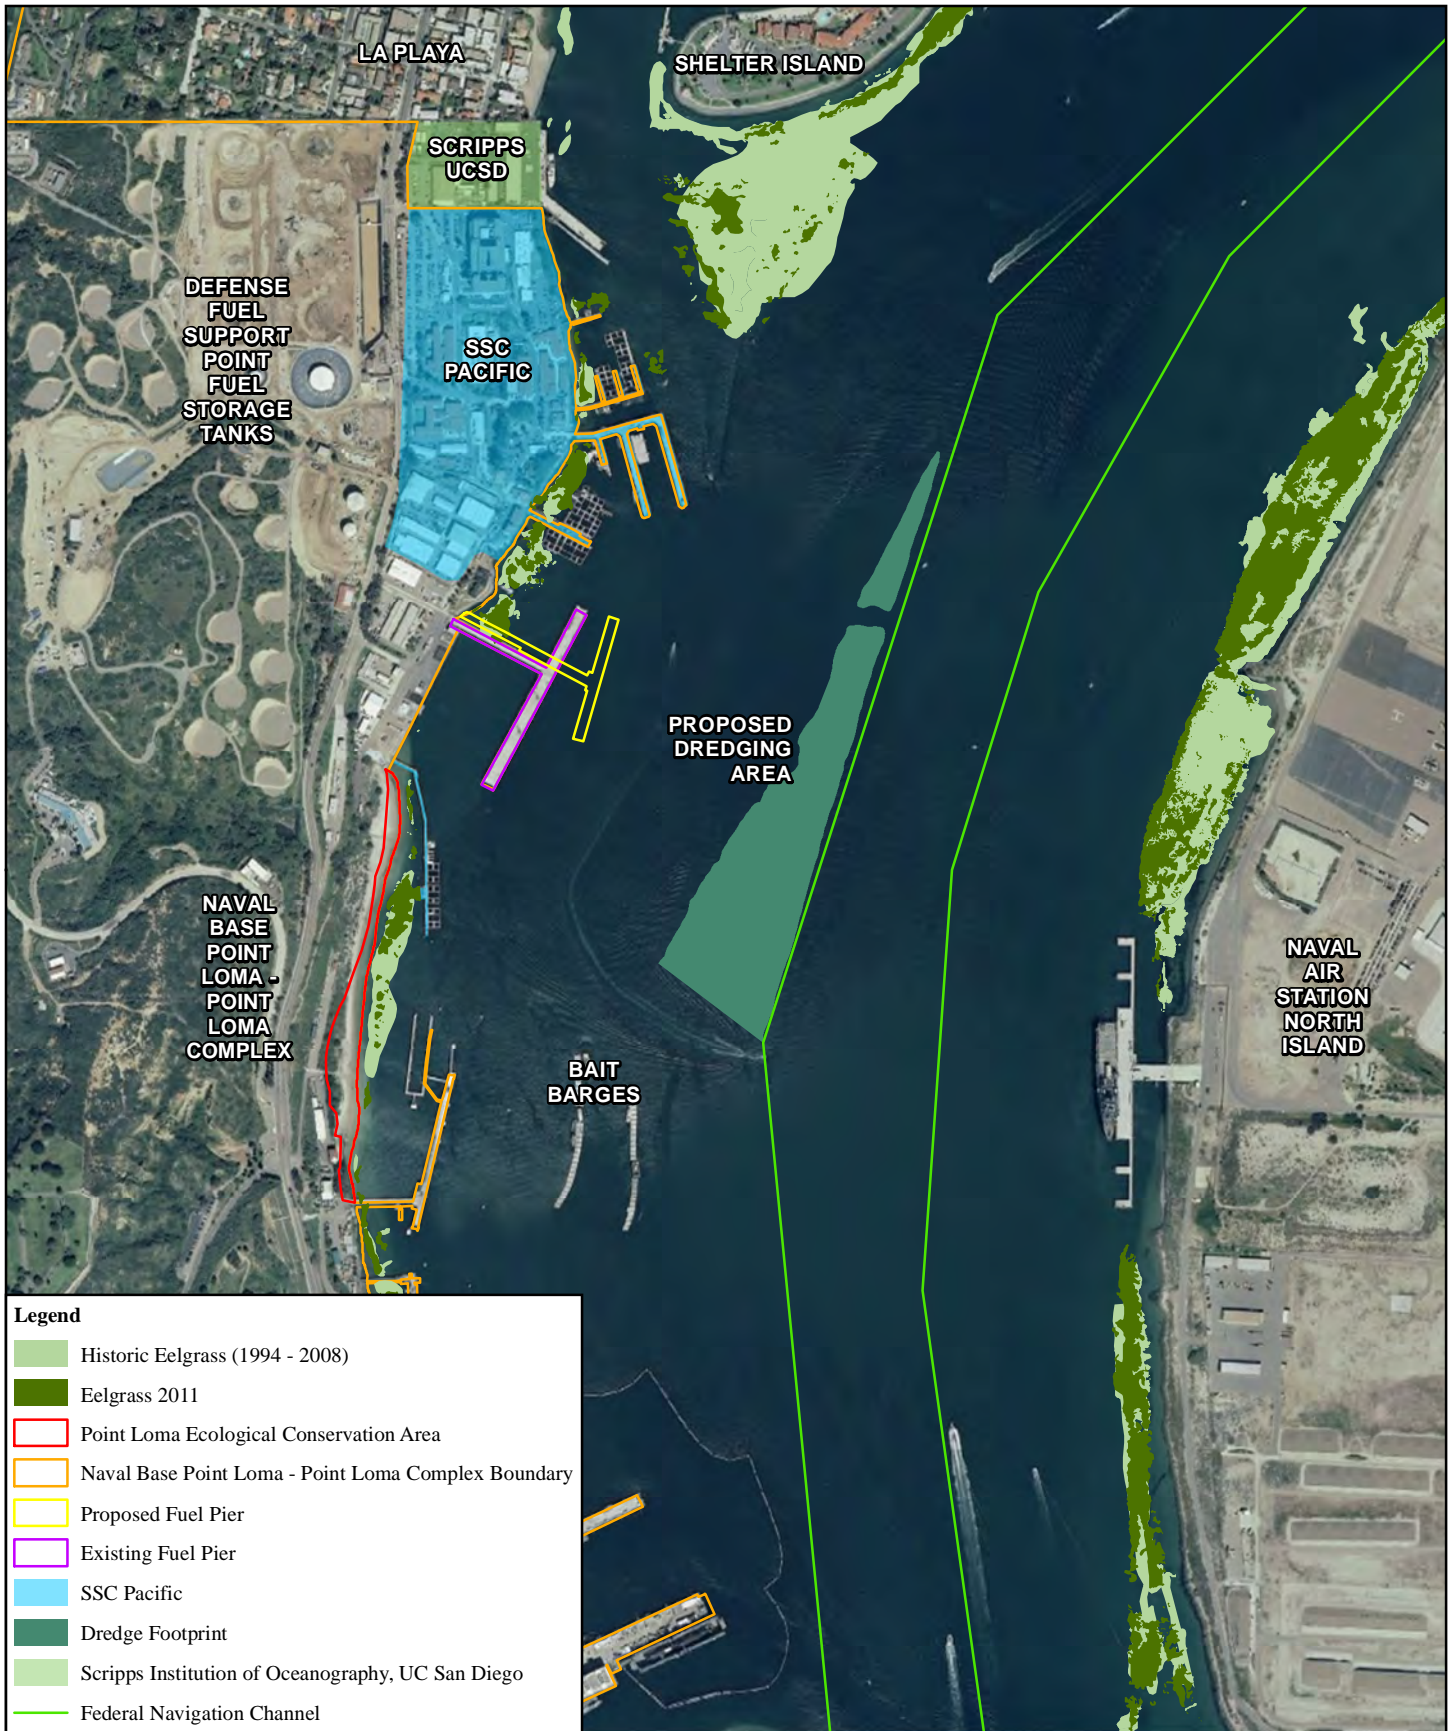 LA PLAYA
SHELTER ISLAND
SCRIPPS
UCSD
DEFENSE
FUEL
SUPPORT
POINT
FUEL
STORAGE
TANKS
SSC
PACIFIC
PROPOSED
DREDGING
AREA
NAVAL
BASE
POINT
LOMA -
POINT
LOMA
COMPLEX
NAVAL
AIR
STATION
NORTH
ISLAND
BAIT
BARGES
Legend
Historic Eelgrass (1994 - 2008)
Eelgrass 2011
Point Loma Ecological Conservation Area
Naval Base Point Loma - Point Loma Complex Boundary
Proposed Fuel Pier
Existing Fuel Pier
SSC Pacific
Dredge Footprint
Scripps Institution of Oceanography, UC San Diego
Federal Navigation Channel